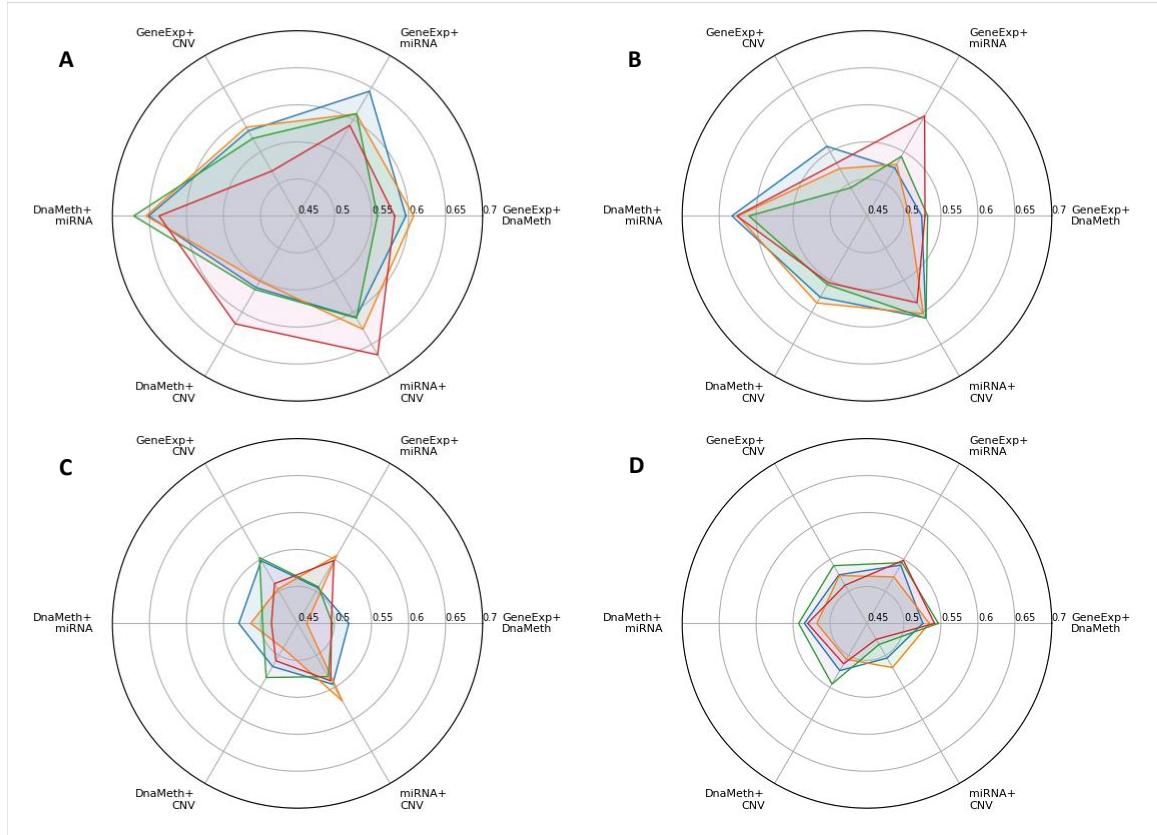 A
GeneExp+
CNV
GeneExp+
miRNA
DnaMeth+
miRNA
0.45 0.5 0.55 0.6 0.65 0.7
GeneExp+
DnaMeth
DnaMeth+
CNV
miRNA+
CNV
B
GeneExp+
CNV
GeneExp+
miRNA
DnaMeth+
miRNA
0.45 0.5 0.55 0.6 0.65 0.7
GeneExp+
DnaMeth
DnaMeth+
CNV
miRNA+
CNV
C
GeneExp+
CNV
GeneExp+
miRNA
DnaMeth+
miRNA
0.45 0.5 0.55 0.6 0.65 0.7
GeneExp+
DnaMeth
DnaMeth+
CNV
miRNA+
CNV
D
GeneExp+
CNV
GeneExp+
miRNA
DnaMeth+
miRNA
0.45 0.5 0.55 0.6 0.65 0.7
GeneExp+
DnaMeth
DnaMeth+
CNV
miRNA+
CNV